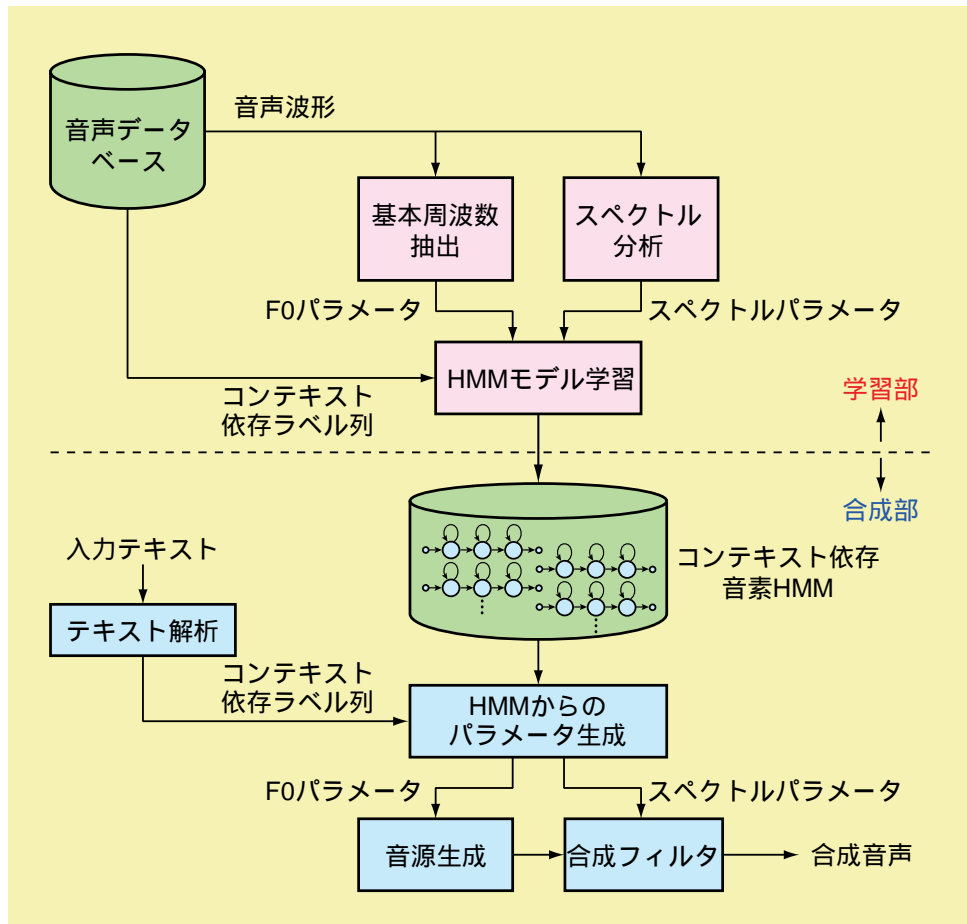 音声データ
ベース
音声波形
基本周波数
抽出
スペクトル
分析
F0パラメータ
スペクトルパラメータ
HMMモデル学習
コンテキスト
依存ラベル列
学習部
合成部
コンテキスト依存
音素HMM
入力テキスト
テキスト解析
コンテキスト
依存ラベル列
HMMからの
パラメータ生成
F0パラメータ
スペクトルパラメータ
音源生成
合成フィルタ
合成音声